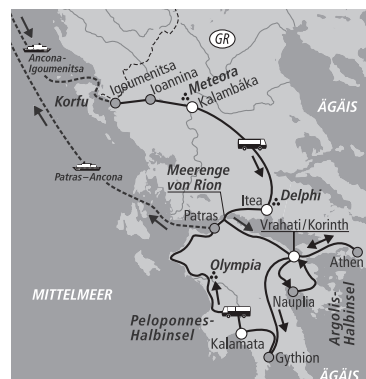 GR
Ancona-
Igoumenitsa
Korfu
Igoumenitsa
Ioannina
Meteora
Kalambáka
ÄGÄIS
Patras–Ancona
Meerenge
von Rion
Itea
Delphi
Patras
Vrahati/Korinth
Athen
Olympia
MITTELMEER
Nauplia
Argolis-
Halbinsel
Peloponnes-
Halbinsel
Kalamata
Gythion
ÄGÄIS